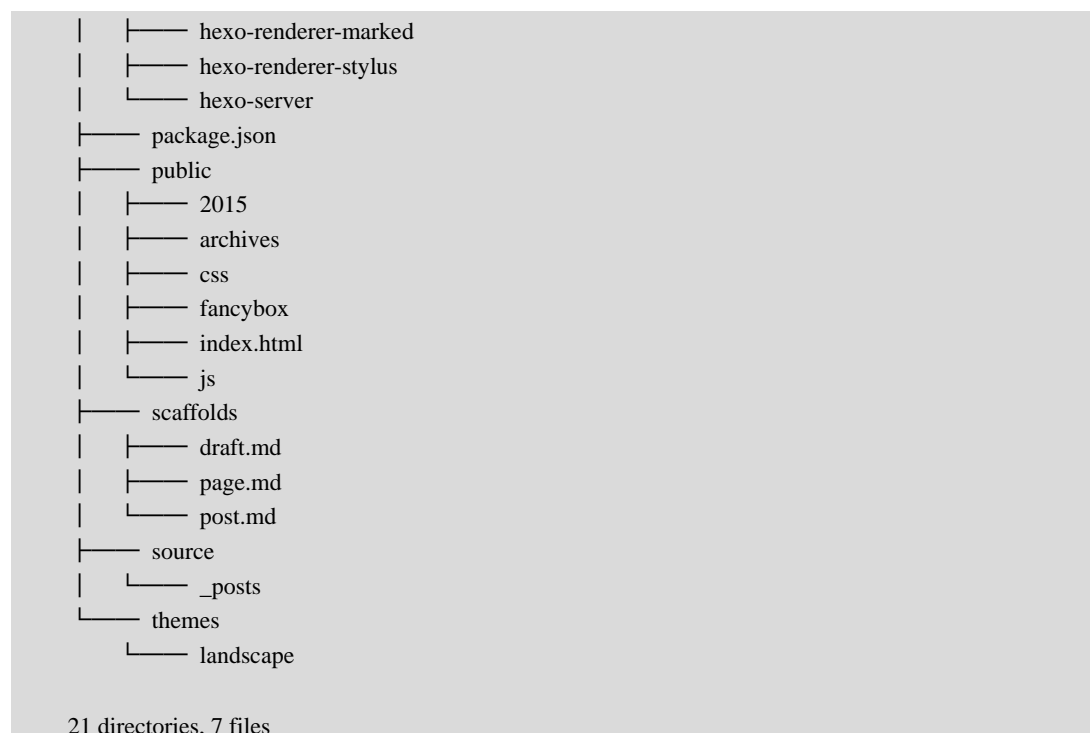 │   ├── hexo-renderer-marked
│   ├── hexo-renderer-stylus
│   └── hexo-server
├── package.json
├── public
│   ├── 2015
│   ├── archives
│   ├── css
│   ├── fancybox
│   ├── index.html
│   └── js
├── scaffolds
│   ├── draft.md
│   ├── page.md
│   └── post.md
├── source
│   └── _posts
└── themes
    └── landscape
21 directories, 7 files